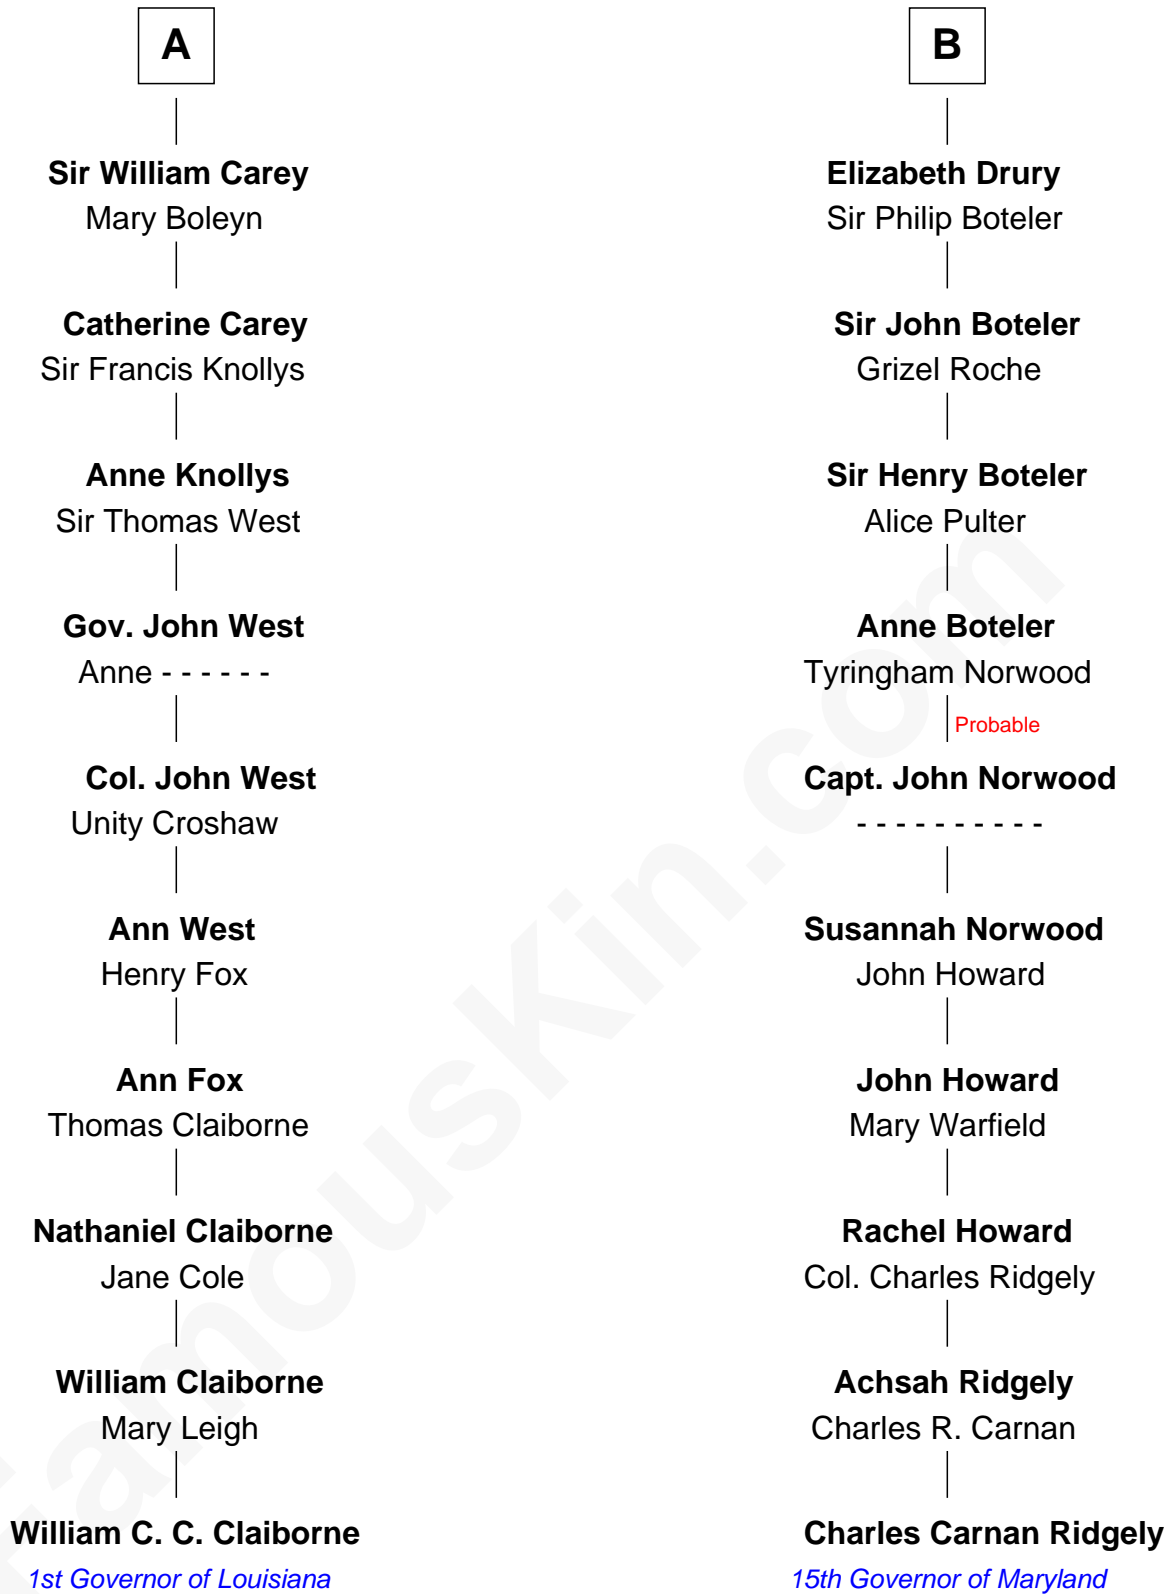 A
Sir William Carey
Mary Boleyn
Catherine Carey
Sir Francis Knollys
Anne Knollys
Sir Thomas West
Gov. John West
Anne - - - - - -
Col. John West
Unity Croshaw
Ann West
Henry Fox
Ann Fox
Thomas Claiborne
Nathaniel Claiborne
Jane Cole
William Claiborne
Mary Leigh
William C. C. Claiborne
1st Governor of Louisiana
B
Elizabeth Drury
Sir Philip Boteler
Sir John Boteler
Grizel Roche
Sir Henry Boteler
Alice Pulter
Anne Boteler
Tyringham Norwood
Probable
Capt. John Norwood
- - - - - - - - - -
Susannah Norwood
John Howard
John Howard
Mary Warfield
Rachel Howard
Col. Charles Ridgely
Achsah Ridgely
Charles R. Carnan
Charles Carnan Ridgely
15th Governor of Maryland
FamousKin.com